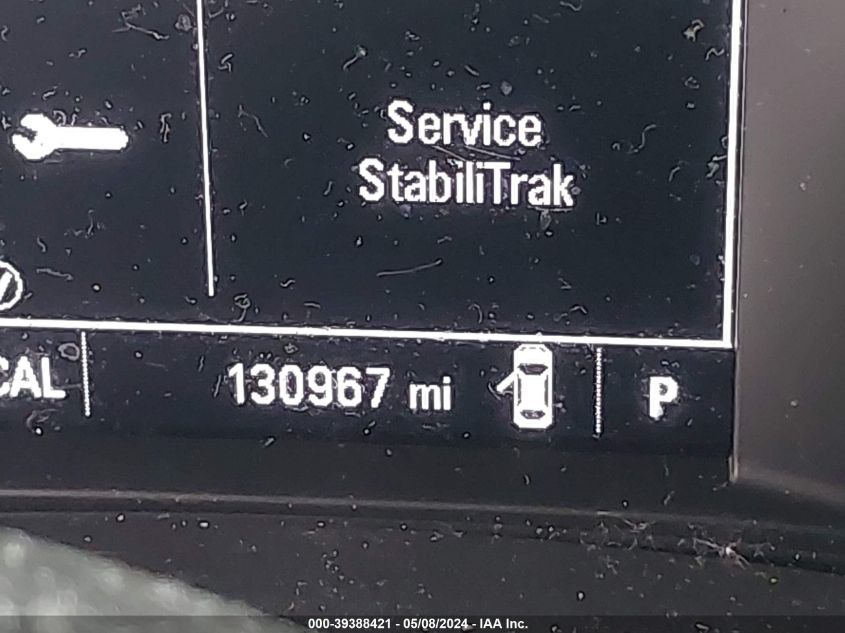 Service
StabiliTrak
CAL
130967 mi
P
000-39388421 - 05/08/2024 - IAA Inc.